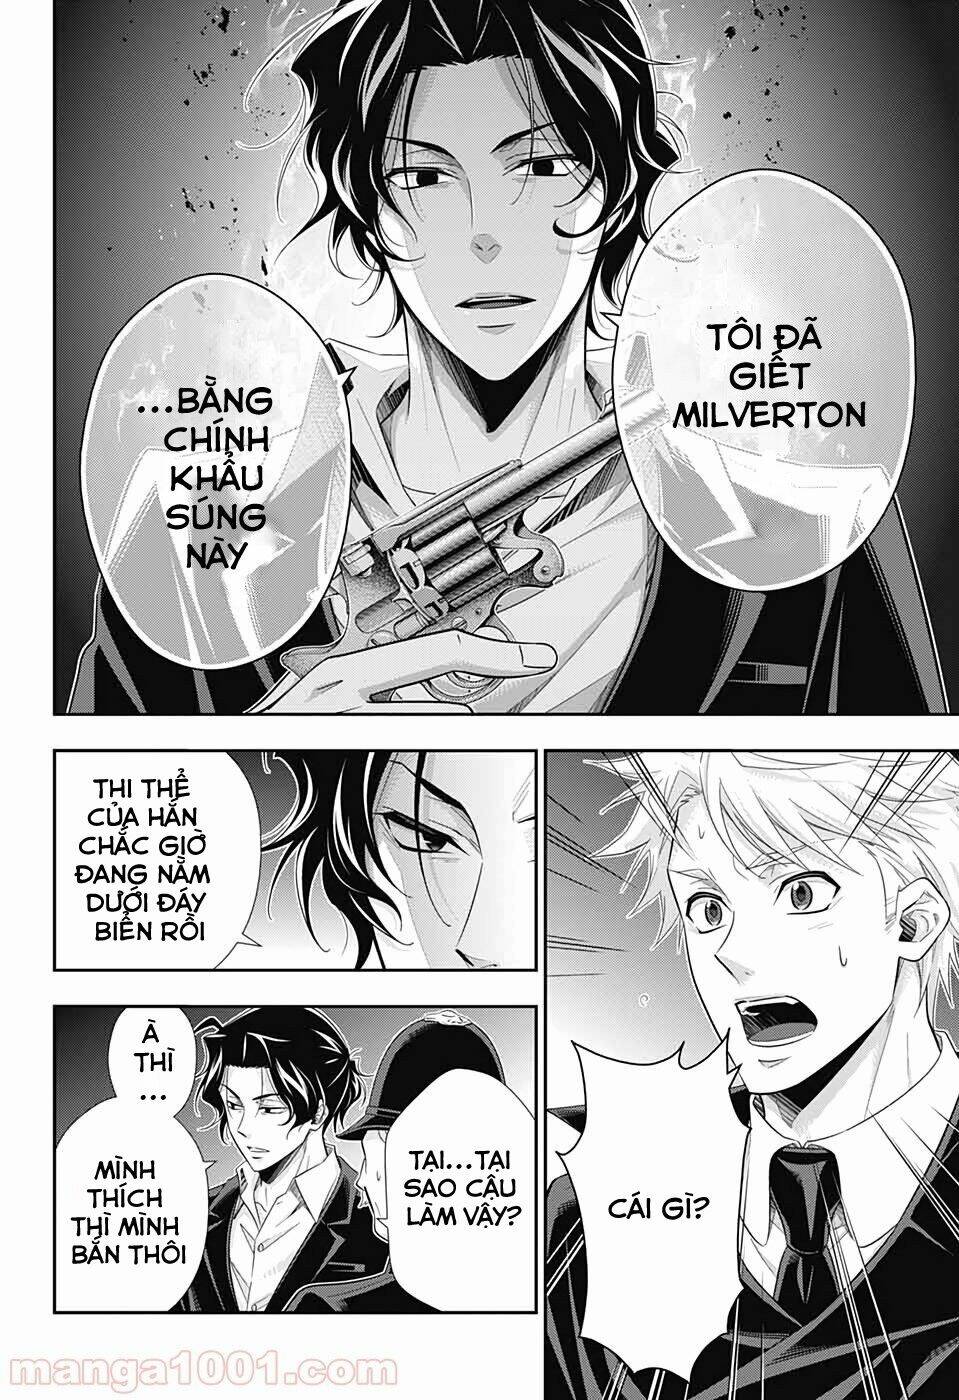 TÔI ĐÃ
GIẾT
MILVERTON
...BẰNG
CHÍNH
KHẨU
SÚNG
NÀY
CÁI GÌ?
THI THỂ
CỦA HẮN
CHẮC GIỜ
ĐANG NẰM
DƯỚI ĐÁY
BIỂN RỒI
TẠI...TẠI
SAO CẬU
LÀM VẬY?
À
THÌ
...
MÌNH
THÍCH
THÌ MÌNH
BẮN THÔI
manga1001.com